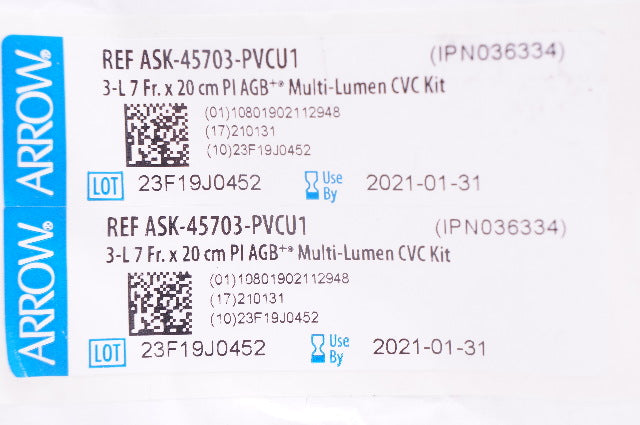 ARROW®
REF ASK-45703-PVCU1 (IPN036334)
3-L 7 Fr. x 20 cm PI AGB⁺® Multi-Lumen CVC Kit
(01)10801902112948
(17)210131
(10)23F19J0452
LOT 23F19J0452 Use By 2021-01-31
ARROW®
REF ASK-45703-PVCU1 (IPN036334)
3-L 7 Fr. x 20 cm PI AGB⁺® Multi-Lumen CVC Kit
(01)10801902112948
(17)210131
(10)23F19J0452
LOT 23F19J0452 Use By 2021-01-31